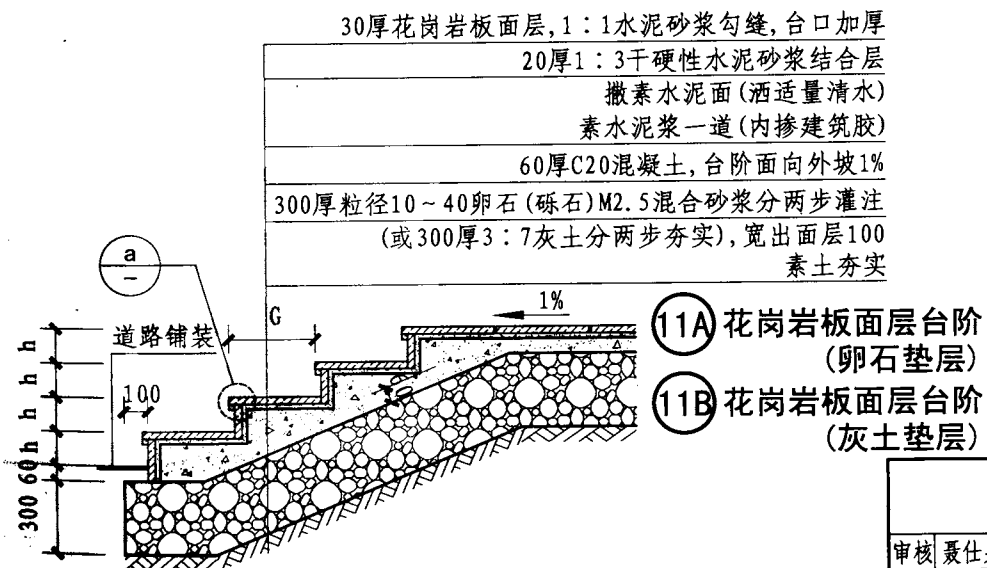 30厚花岗岩板面层,1:1水泥砂浆勾缝,台口加厚
20厚1:3干硬性水泥砂浆结合层
撒素水泥面(洒适量清水)
素水泥浆一道(内掺建筑胶)
60厚C20混凝土,台阶面向外坡1%
300厚粒径10~40卵石(砾石)M2.5混合砂浆分两步灌注
(或300厚3:7灰土分两步夯实),宽出面层100
素土夯实
a
–
G
1%
道路铺装
100
h
h
h
h
60
300
60
11A 花岗岩板面层台阶
(卵石垫层)
11B 花岗岩板面层台阶
(灰土垫层)
审核 聂仕